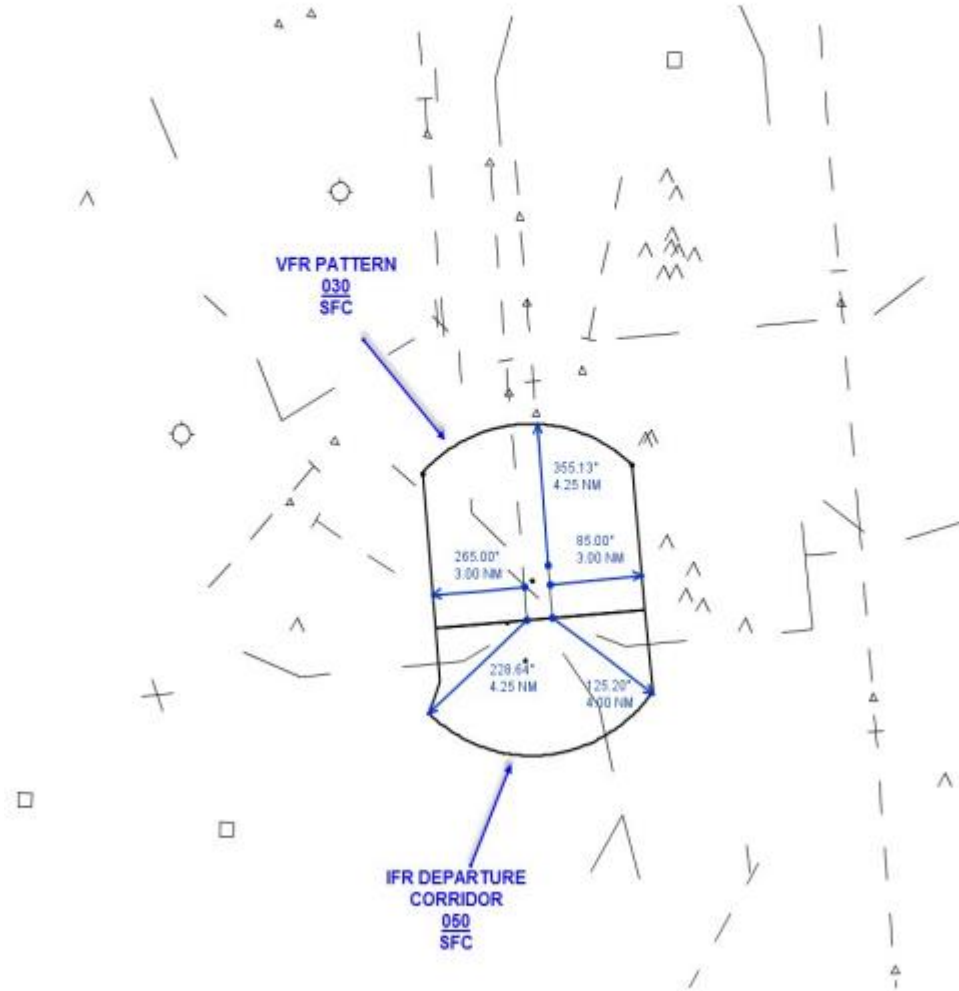 VFR PATTERN
030
SFC
355.13°
4.25 NM
85.00°
3.00 NM
265.00°
3.00 NM
228.64°
4.25 NM
125.20°
4.00 NM
IFR DEPARTURE
CORRIDOR
050
SFC